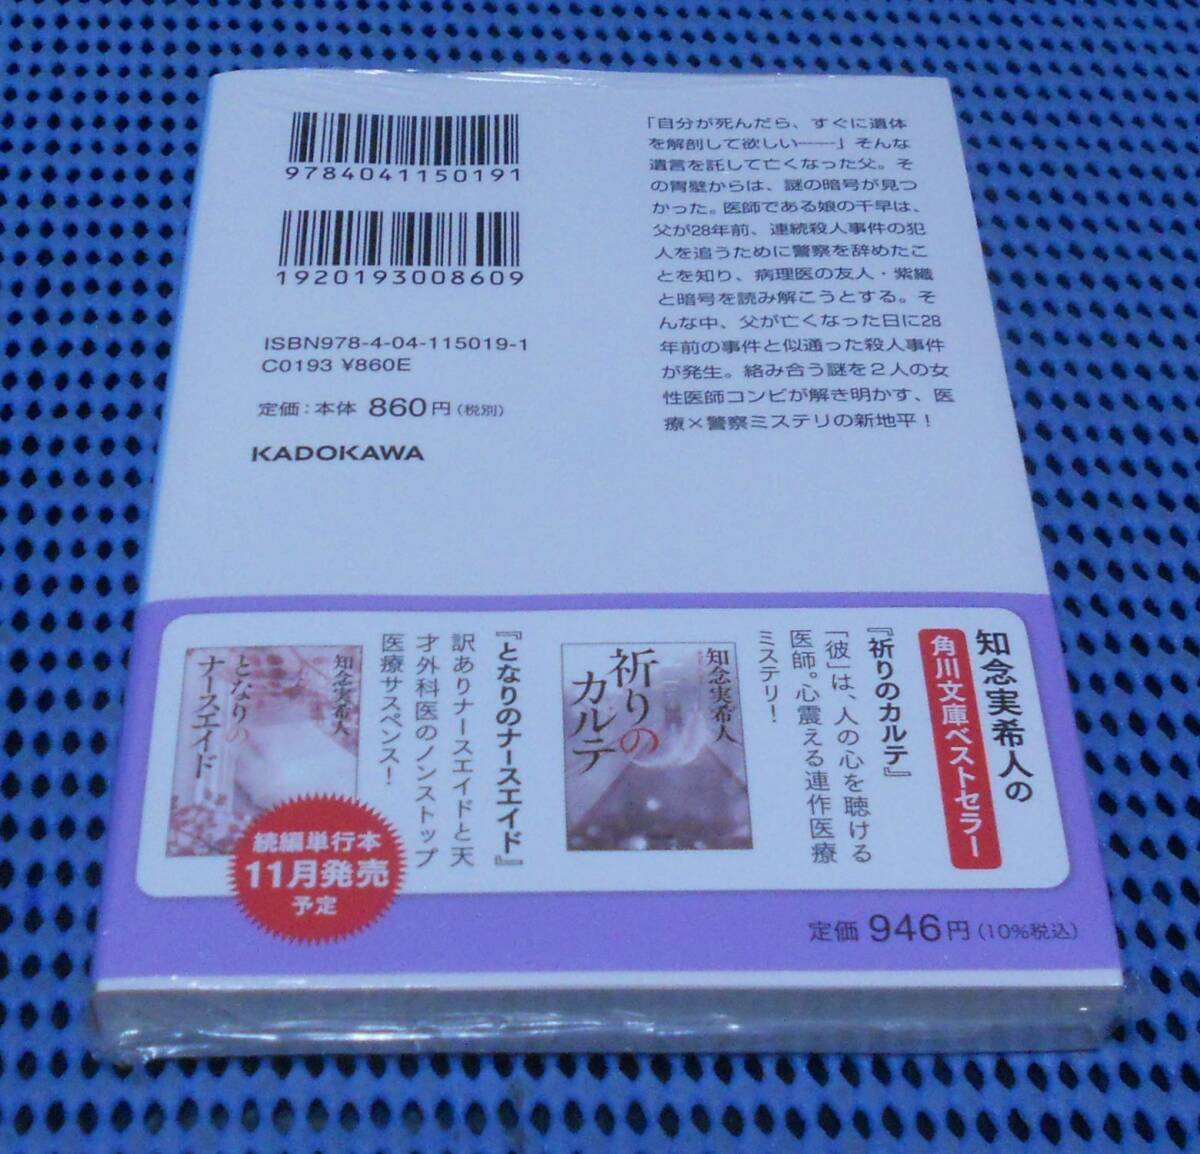 9784041150191
1920193008609
ISBN978-4-04-115019-1
C0193 ¥860E
定価：本体 860円（税別）
KADOKAWA
「自分が死んだら、すぐに遺体
を解剖して欲しい――」そんな
遺言を託して亡くなった父。そ
の胃壁からは、謎の暗号が見つ
かった。医師である娘の千早は、
父が28年前、連続殺人事件の犯
人を追うために警察を辞めたこ
とを知り、病理医の友人・紫織
と暗号を読み解こうとする。そ
んな中、父が亡くなった日に28
年前の事件と似通った殺人事件
が発生。絡み合う謎を２人の女
性医師コンビが解き明かす、医
療×警察ミステリの新地平！
知念実希人の
角川文庫ベストセラー
『祈りのカルテ』
「彼」は、人の心を聴ける
医師。心震える連作医療
ミステリ！
知念実希人
祈りの
カルテ
『となりのナースエイド』
訳ありナースエイドと天
才外科医のノンストップ
医療サスペンス！
知念実希人
となりの
ナースエイド
続編単行本
11月発売
予定
定価 946円（10%税込）